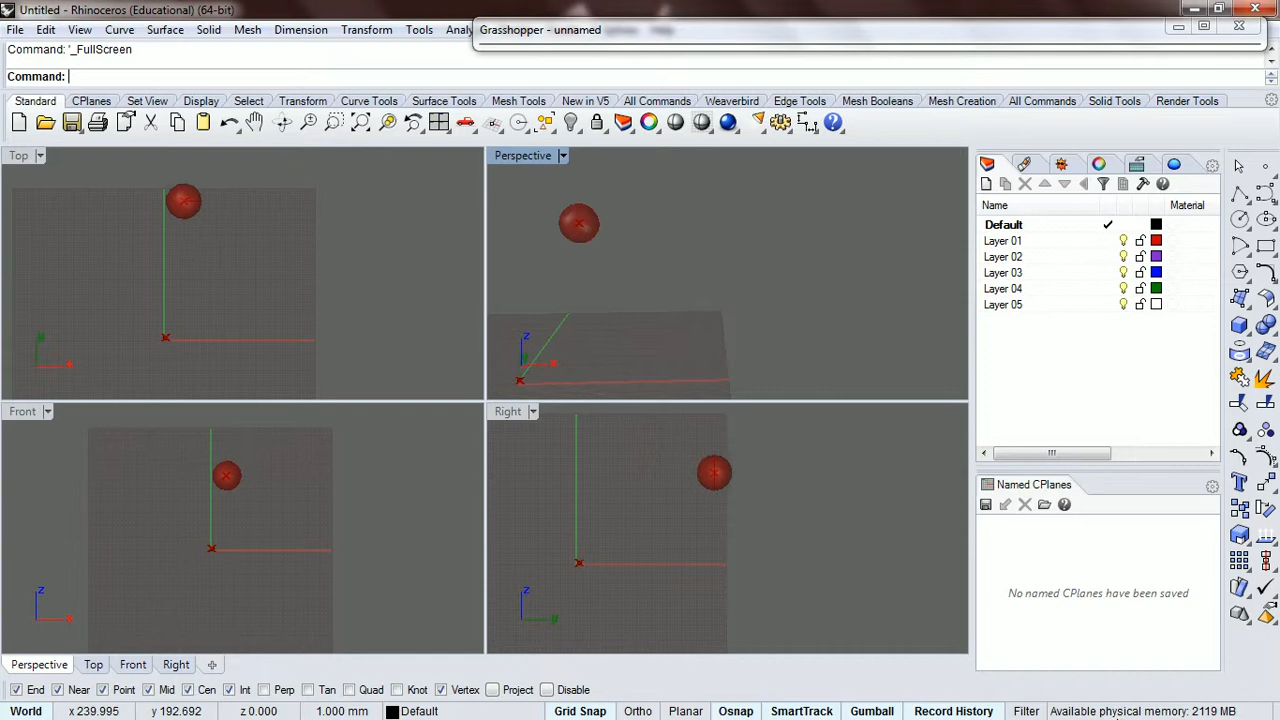 Untitled - Rhinoceros (Educational) (64-bit)
File Edit View Curve Surface Solid Mesh Dimension Transform Tools Analy
Grasshopper - unnamed
Command: '_FullScreen
Command:
Standard CPlanes Set View Display Select Transform Curve Tools Surface Tools Mesh Tools New in V5 All Commands Weaverbird Edge Tools Mesh Booleans Mesh Creation All Commands Solid Tools Render Tools
Top
Perspective
y x
z x
Front
Right
z x
z y
Name Material
Default
Layer 01
Layer 02
Layer 03
Layer 04
Layer 05
Named CPlanes
No named CPlanes have been saved
Perspective Top Front Right
End Near Point Mid Cen Int Perp Tan Quad Knot Vertex Project Disable
World x 239.995 y 192.692 z 0.000 1.000 mm Default Grid Snap Ortho Planar Osnap SmartTrack Gumball Record History Filter Available physical memory: 2119 MB